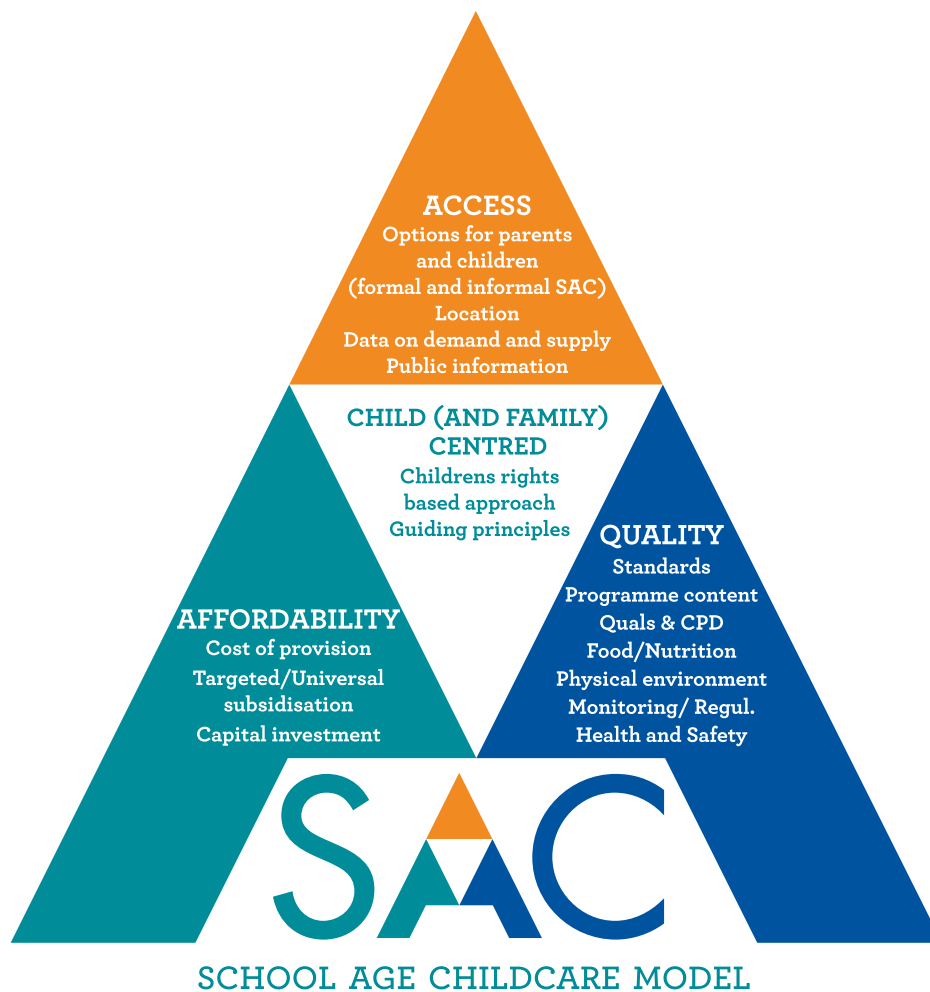 ACCESS
Options for parents
and children
(formal and informal SAC)
Location
Data on demand and supply
Public information
CHILD (AND FAMILY)
CENTRED
Childrens rights
based approach
Guiding principles
QUALITY
Standards
Programme content
Quals & CPD
Food/Nutrition
Physical environment
Monitoring/ Regul.
Health and Safety
AFFORDABILITY
Cost of provision
Targeted/Universal
subsidisation
Capital investment
SAC
SCHOOL AGE CHILDCARE MODEL